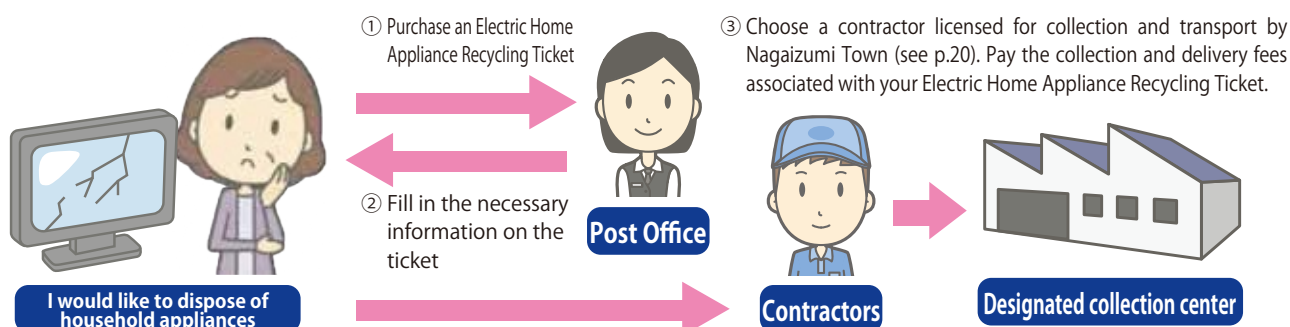 ① Purchase an Electric Home
Appliance Recycling Ticket
③ Choose a contractor licensed for collection and transport by
Nagaizumi Town (see p.20). Pay the collection and delivery fees
associated with your Electric Home Appliance Recycling Ticket.
② Fill in the necessary
information on the
ticket
Post Office
I would like to dispose of
household appliances
Contractors
Designated collection center